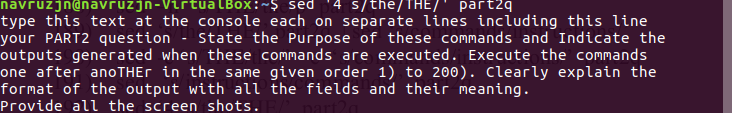 navruzjn@navruzjn-VirtualBox:~$ sed '4 s/the/THE/' part2q
type this text at the console each on separate lines including this line
your PART2 question - State the Purpose of these commands and Indicate the
outputs generated when these commands are executed. Execute the commands
one after anoTHEr in the same given order 1) to 200). Clearly explain the
format of the output with all the fields and their meaning.
Provide all the screen shots.